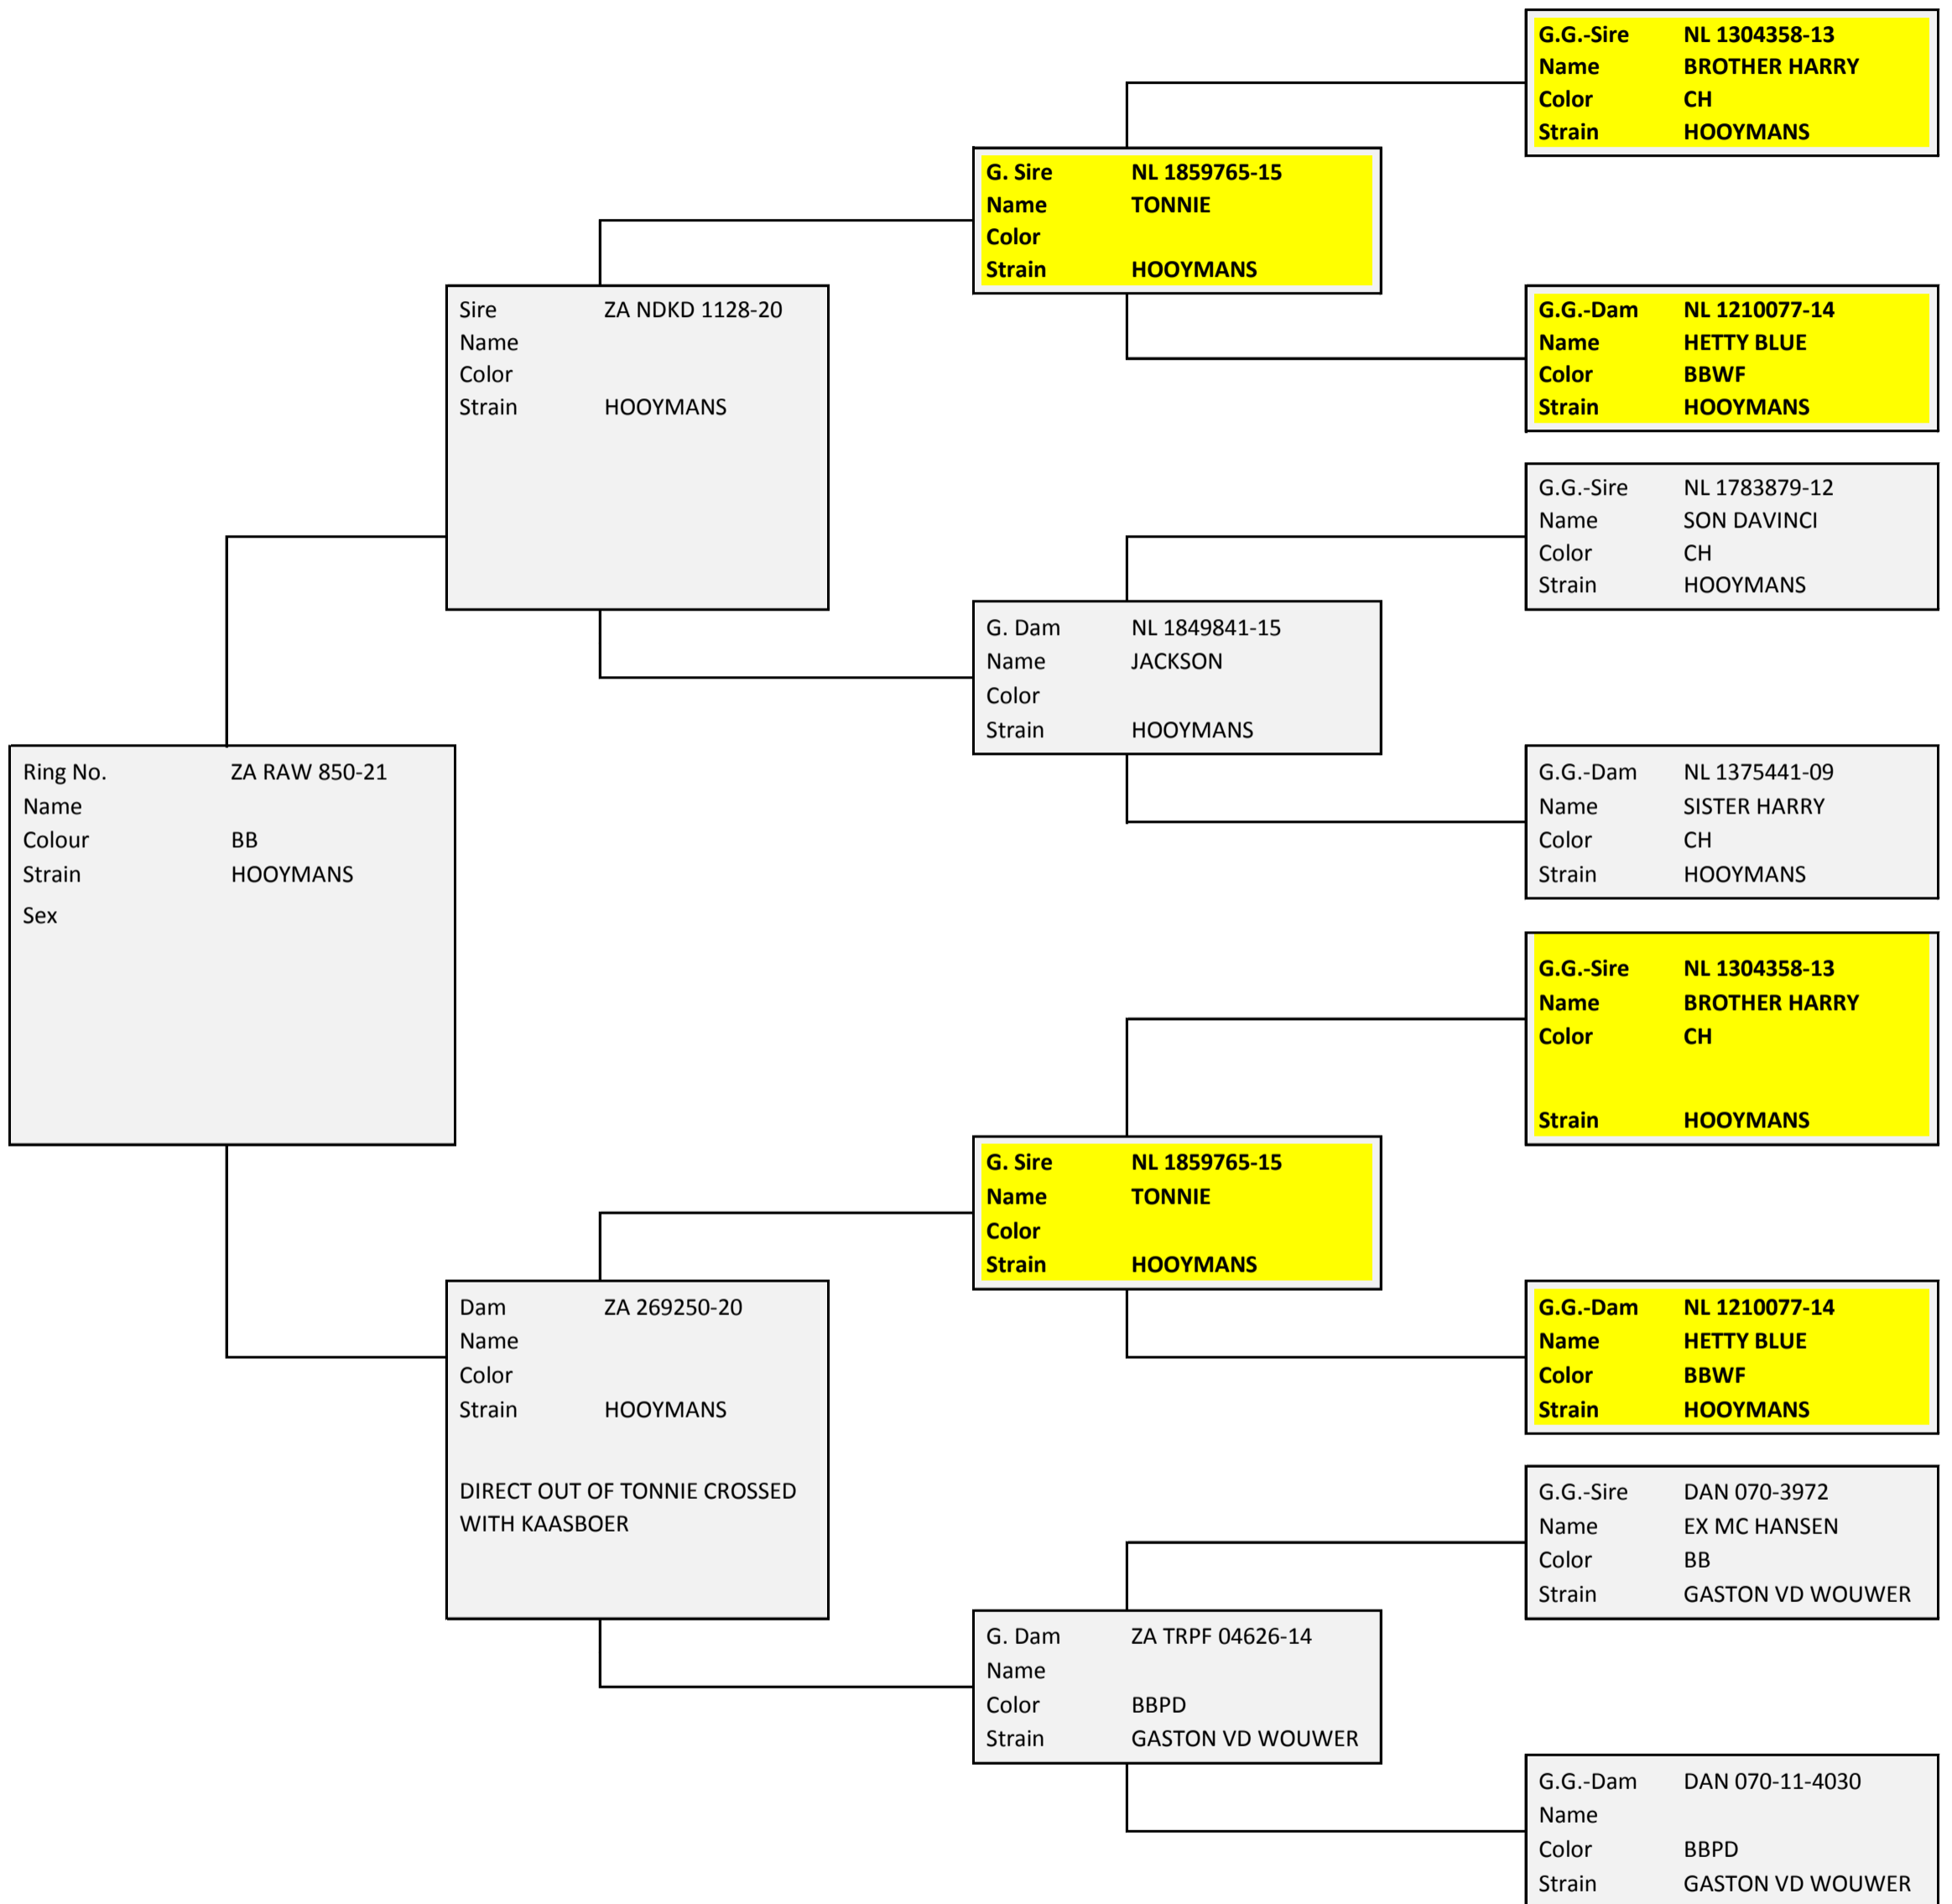 G.G.-Sire NL 1304358-13
Name BROTHER HARRY
Color CH
Strain HOOYMANS
G. Sire NL 1859765-15
Name TONNIE
Color
Strain HOOYMANS
Sire ZA NDKD 1128-20
Name
Color
Strain HOOYMANS
G.G.-Dam NL 1210077-14
Name HETTY BLUE
Color BBWF
Strain HOOYMANS
G.G.-Sire NL 1783879-12
Name SON DAVINCI
Color CH
Strain HOOYMANS
G. Dam NL 1849841-15
Name JACKSON
Color
Strain HOOYMANS
Ring No. ZA RAW 850-21
Name
Colour BB
Strain HOOYMANS
Sex
G.G.-Dam NL 1375441-09
Name SISTER HARRY
Color CH
Strain HOOYMANS
G.G.-Sire NL 1304358-13
Name BROTHER HARRY
Color CH
Strain HOOYMANS
G. Sire NL 1859765-15
Name TONNIE
Color
Strain HOOYMANS
Dam ZA 269250-20
Name
Color
Strain HOOYMANS
DIRECT OUT OF TONNIE CROSSED
WITH KAASBOER
G.G.-Dam NL 1210077-14
Name HETTY BLUE
Color BBWF
Strain HOOYMANS
G.G.-Sire DAN 070-3972
Name EX MC HANSEN
Color BB
Strain GASTON VD WOUWER
G. Dam ZA TRPF 04626-14
Name
Color BBPD
Strain GASTON VD WOUWER
G.G.-Dam DAN 070-11-4030
Name
Color BBPD
Strain GASTON VD WOUWER